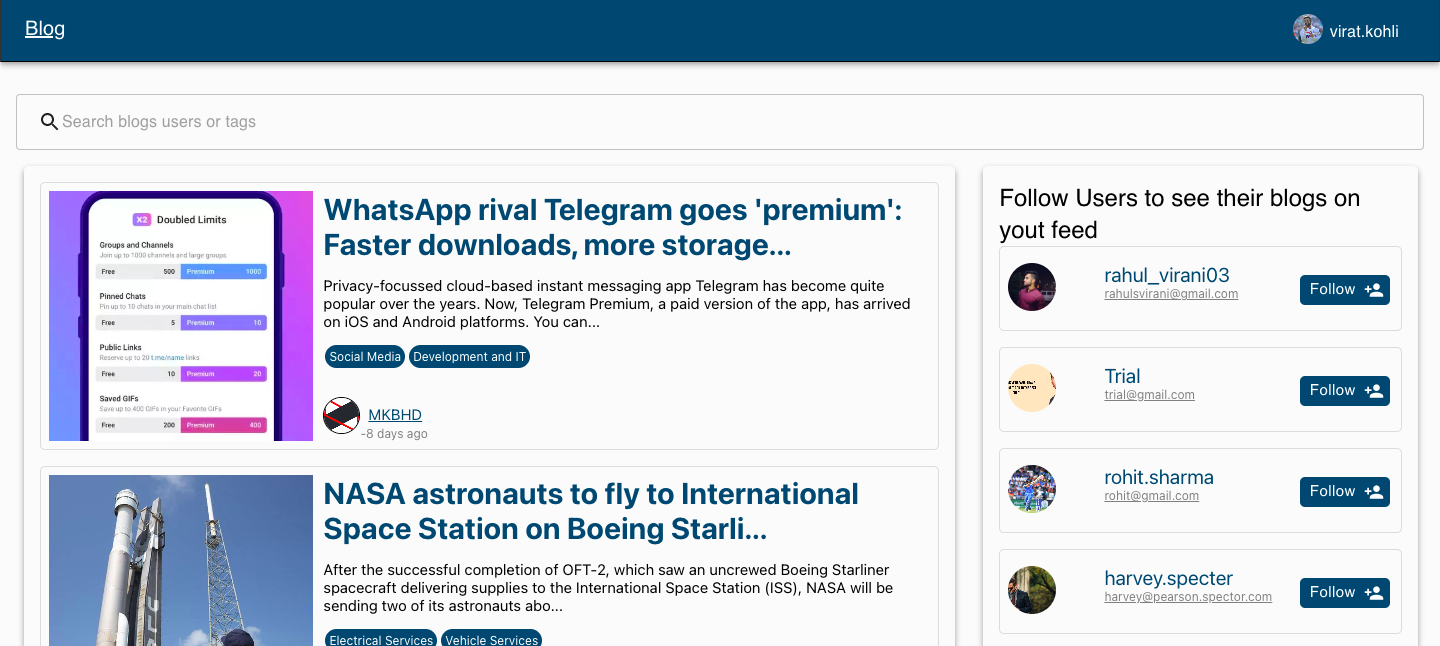 Blog
virat.kohli
Search blogs users or tags
X2 Doubled Limits
Groups and Channels
Join up to 1000 channels and large groups
Free 500 Premium 1000
Pinned Chats
Pin up to 10 chats in your main chat list
Free 5 Premium 10
Public Links
Reserve up to 20 t.me/name links
Free 10 Premium 20
Saved GIFs
Save up to 400 GIFs in your Favorite GIFs
Free 200 Premium 400
WhatsApp rival Telegram goes 'premium':
Faster downloads, more storage...
Privacy-focussed cloud-based instant messaging app Telegram has become quite
popular over the years. Now, Telegram Premium, a paid version of the app, has arrived
on iOS and Android platforms. You can...
Social Media Development and IT
MKBHD
-8 days ago
NASA astronauts to fly to International
Space Station on Boeing Starli...
After the successful completion of OFT-2, which saw an uncrewed Boeing Starliner
spacecraft delivering supplies to the International Space Station (ISS), NASA will be
sending two of its astronauts abo...
Electrical Services Vehicle Services
Follow Users to see their blogs on
yout feed
rahul_virani03
rahulsvirani@gmail.com
Follow
Trial
trial@gmail.com
Follow
rohit.sharma
rohit@gmail.com
Follow
harvey.specter
harvey@pearson.spector.com
Follow